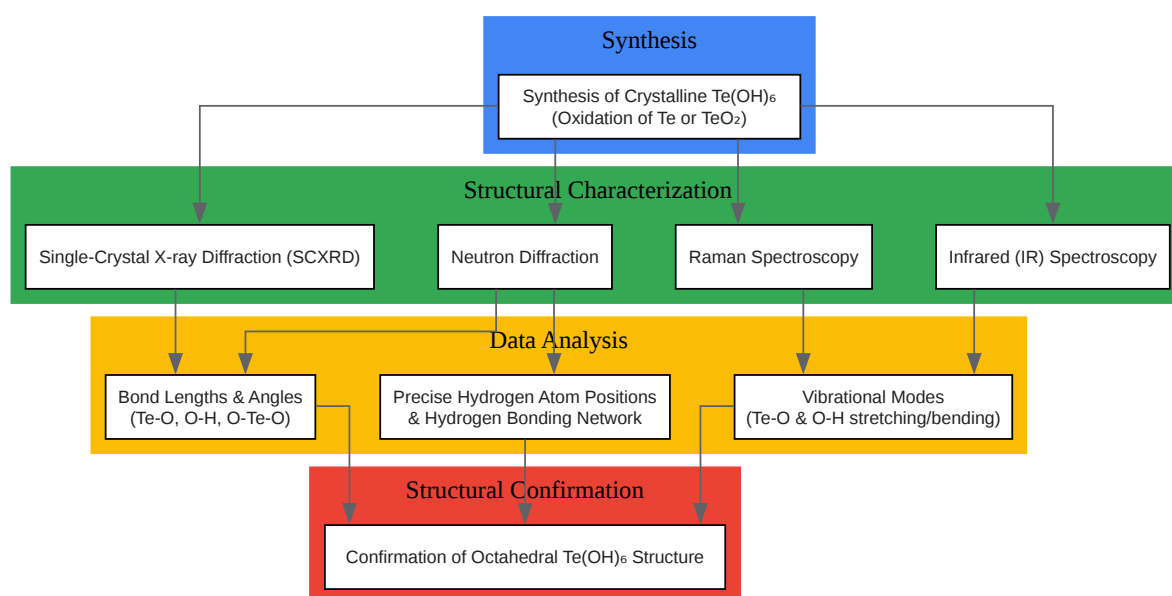 Synthesis
Synthesis of Crystalline Te(OH)₆
(Oxidation of Te or TeO₂)
Structural Characterization
Single-Crystal X-ray Diffraction (SCXRD)
Neutron Diffraction
Raman Spectroscopy
Infrared (IR) Spectroscopy
Data Analysis
Bond Lengths & Angles
(Te-O, O-H, O-Te-O)
Precise Hydrogen Atom Positions
& Hydrogen Bonding Network
Vibrational Modes
(Te-O & O-H stretching/bending)
Structural Confirmation
Confirmation of Octahedral Te(OH)₆ Structure